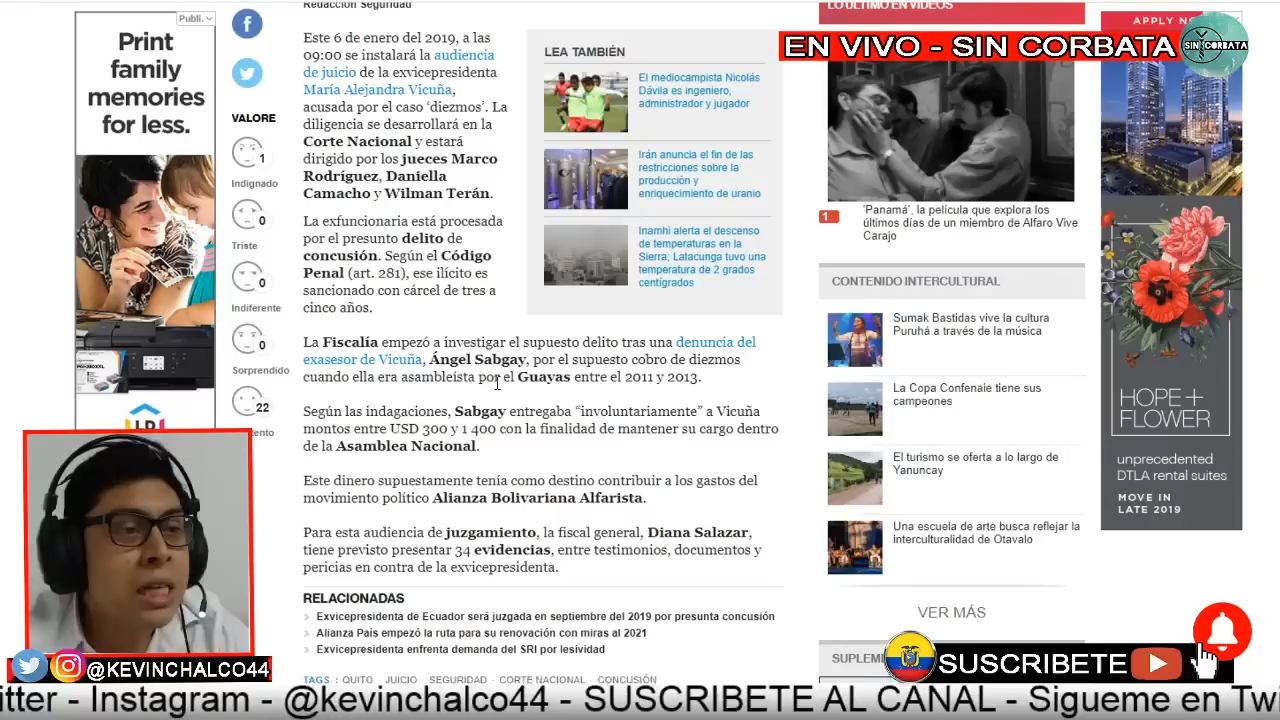 Redacción Seguridad
Publi.
Print
family
memories
for less.
VALORE
1
Indignado
0
Triste
0
Indiferente
0
Sorprendido
22
Este 6 de enero del 2019, a las
09:00 se instalará la audiencia
de juicio de la exvicepresidenta
María Alejandra Vicuña,
acusada por el caso ‘diezmos’. La
diligencia se desarrollará en la
Corte Nacional y estará
dirigido por los jueces Marco
Rodríguez, Daniella
Camacho y Wilman Terán.
La exfuncionaria está procesada
por el presunto delito de
concusión. Según el Código
Penal (art. 281), ese ilícito es
sancionado con cárcel de tres a
cinco años.
La Fiscalía empezó a investigar el supuesto delito tras una denuncia del
exasesor de Vicuña, Ángel Sabgay, por el supuesto cobro de diezmos
cuando ella era asambleísta por el Guayas entre el 2011 y 2013.
Según las indagaciones, Sabgay entregaba “involuntariamente” a Vicuña
montos entre USD 300 y 1 400 con la finalidad de mantener su cargo dentro
de la Asamblea Nacional.
Este dinero supuestamente tenía como destino contribuir a los gastos del
movimiento político Alianza Bolivariana Alfarista.
Para esta audiencia de juzgamiento, la fiscal general, Diana Salazar,
tiene previsto presentar 34 evidencias, entre testimonios, documentos y
pericias en contra de la exvicepresidenta.
RELACIONADAS
Exvicepresidenta de Ecuador será juzgada en septiembre del 2019 por presunta concusión
Alianza País empezó la ruta para su renovación con miras al 2021
Exvicepresidenta enfrenta demanda del SRI por lesividad
TAGS : QUITO JUICIO SEGURIDAD CORTE NACIONAL CONCUSIÓN
LEA TAMBIÉN
El mediocampista Nicolás
Dávila es ingeniero,
administrador y jugador
Irán anuncia el fin de las
restricciones sobre la
producción y
enriquecimiento de uranio
Inamhi alerta el descenso
de temperaturas en la
Sierra; Latacunga tuvo una
temperatura de 2 grados
centígrados
LO ÚLTIMO EN VIDEOS
EN VIVO - SIN CORBATA
SIN CORBATA
1
'Panamá', la película que explora los
últimos días de un miembro de Alfaro Vive
Carajo
CONTENIDO INTERCULTURAL
Sumak Bastidas vive la cultura
Puruhá a través de la música
La Copa Confenaie tiene sus
campeones
El turismo se oferta a lo largo de
Yanuncay
Una escuela de arte busca reflejar la
interculturalidad de Otavalo
VER MÁS
SUPLEM
APPLY NO
HOPE+
FLOWER
unprecedented
DTLA rental suites
MOVE IN
LATE 2019
@KEVINCHALCO44
SUSCRIBETE
itter - Instagram - @kevinchalco44 - SUSCRIBETE AL CANAL - Sigueme en Twi